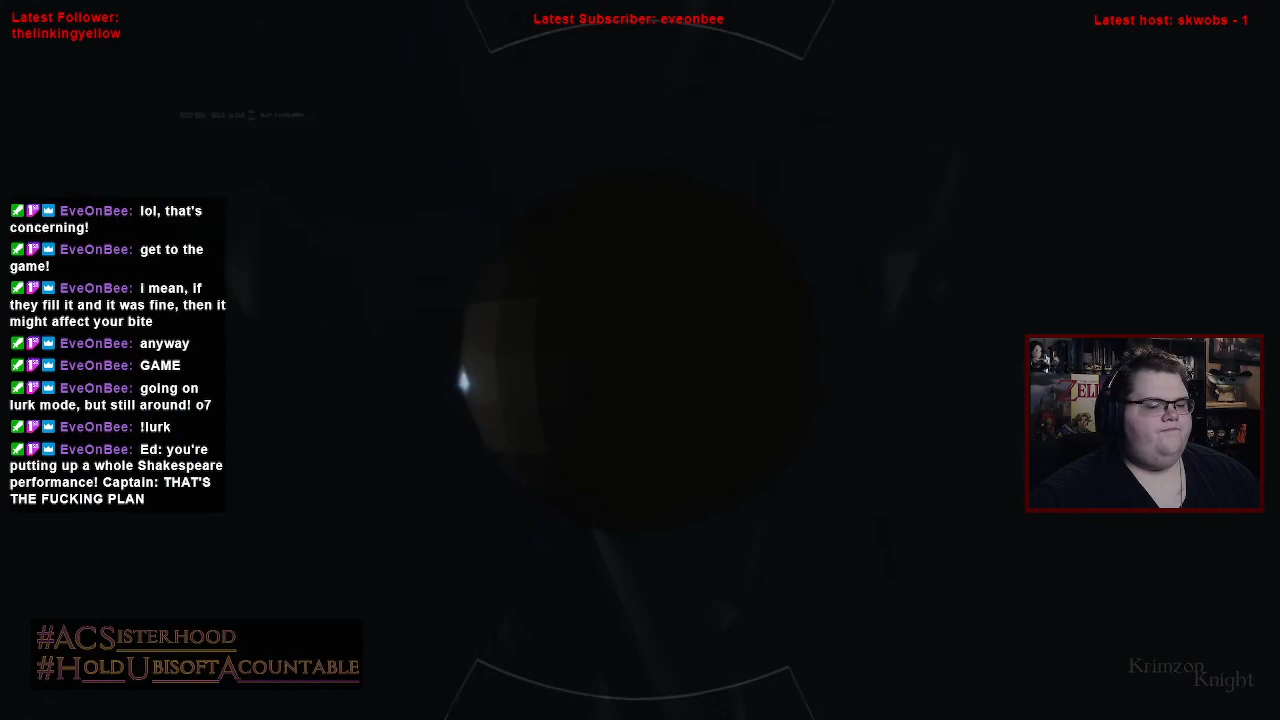 Latest Follower:
thelinkingyellow
Latest Subscriber: eveonbee
Latest host: skwobs - 1
EveOnBee: lol, that's
concerning!
EveOnBee: get to the
game!
EveOnBee: I mean, If
they fill it and it was fine, then it
might affect your bite
EveOnBee: anyway
EveOnBee: GAME
EveOnBee: going on
lurk mode, but still around! o7
EveOnBee: !lurk
EveOnBee: Ed: you're
putting up a whole Shakespeare
performance! Captain: THAT'S
THE FUCKING PLAN
ZELD
#ACSisterhood
#HoldUbisoftAcountable
Krimzon
Knight